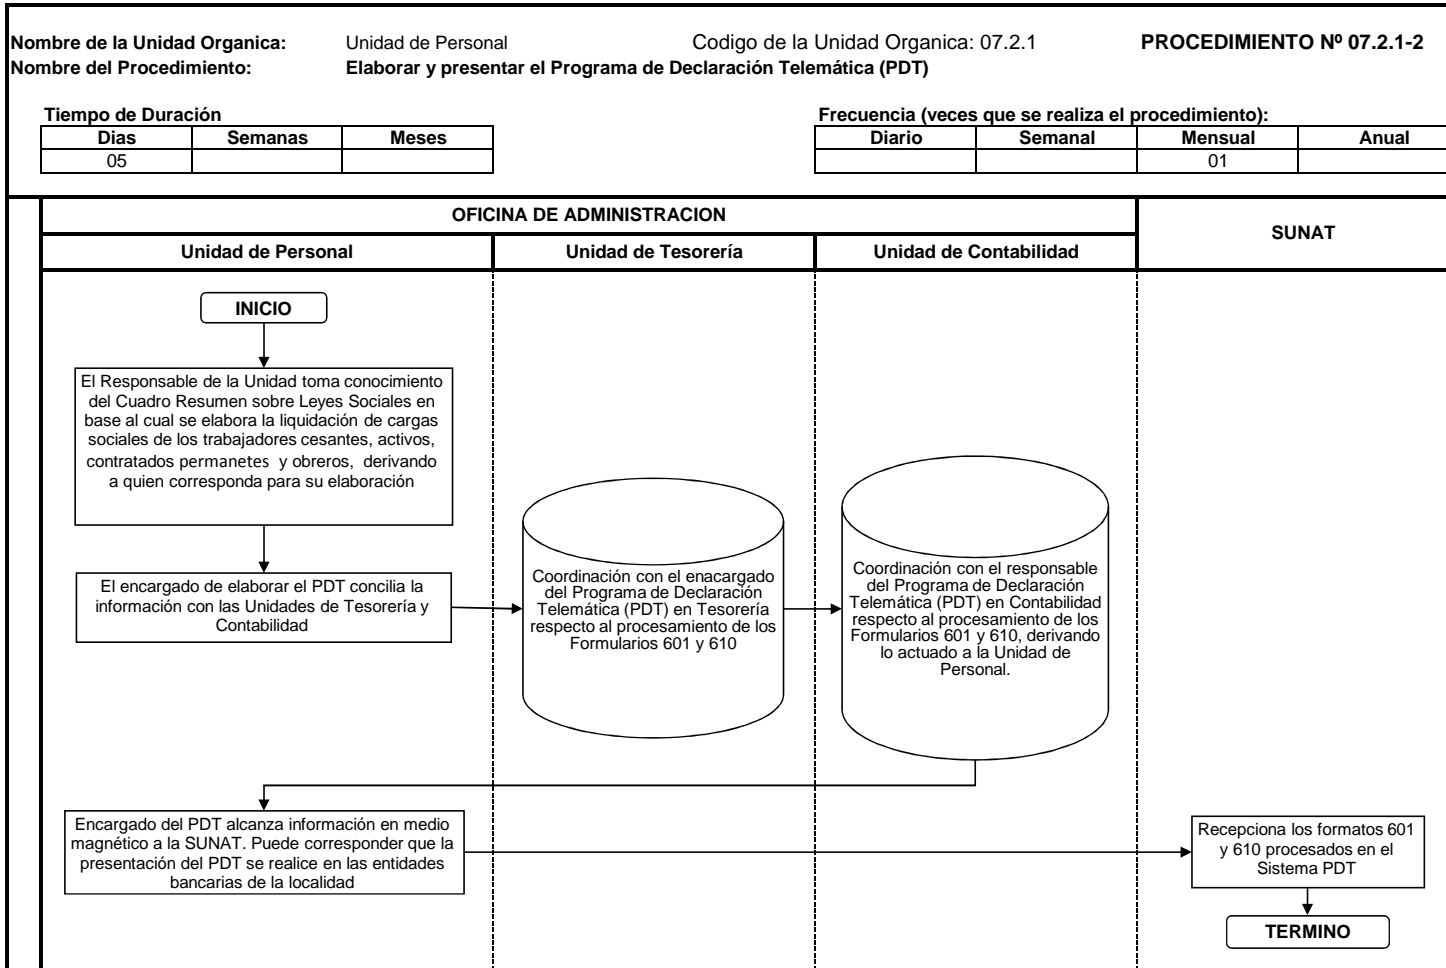 Nombre de la Unidad Organica: Unidad de Personal Codigo de la Unidad Organica: 07.2.1 PROCEDIMIENTO Nº 07.2.1-2
Nombre del Procedimiento: Elaborar y presentar el Programa de Declaración Telemática (PDT)
Tiempo de Duración
Dias Semanas Meses
05
Frecuencia (veces que se realiza el procedimiento):
Diario Semanal Mensual Anual
01
OFICINA DE ADMINISTRACION
SUNAT
Unidad de Personal Unidad de Tesorería Unidad de Contabilidad
INICIO
El Responsable de la Unidad toma conocimiento
del Cuadro Resumen sobre Leyes Sociales en
base al cual se elabora la liquidación de cargas
sociales de los trabajadores cesantes, activos,
contratados permanetes y obreros, derivando
a quien corresponda para su elaboración
El encargado de elaborar el PDT concilia la
información con las Unidades de Tesorería y
Contabilidad
Coordinación con el enacargado
del Programa de Declaración
Telemática (PDT) en Tesorería
respecto al procesamiento de los
Formularios 601 y 610
Coordinación con el responsable
del Programa de Declaración
Telemática (PDT) en Contabilidad
respecto al procesamiento de los
Formularios 601 y 610, derivando
lo actuado a la Unidad de
Personal.
Encargado del PDT alcanza información en medio
magnético a la SUNAT. Puede corresponder que la
presentación del PDT se realice en las entidades
bancarias de la localidad
Recepciona los formatos 601
y 610 procesados en el
Sistema PDT
TERMINO